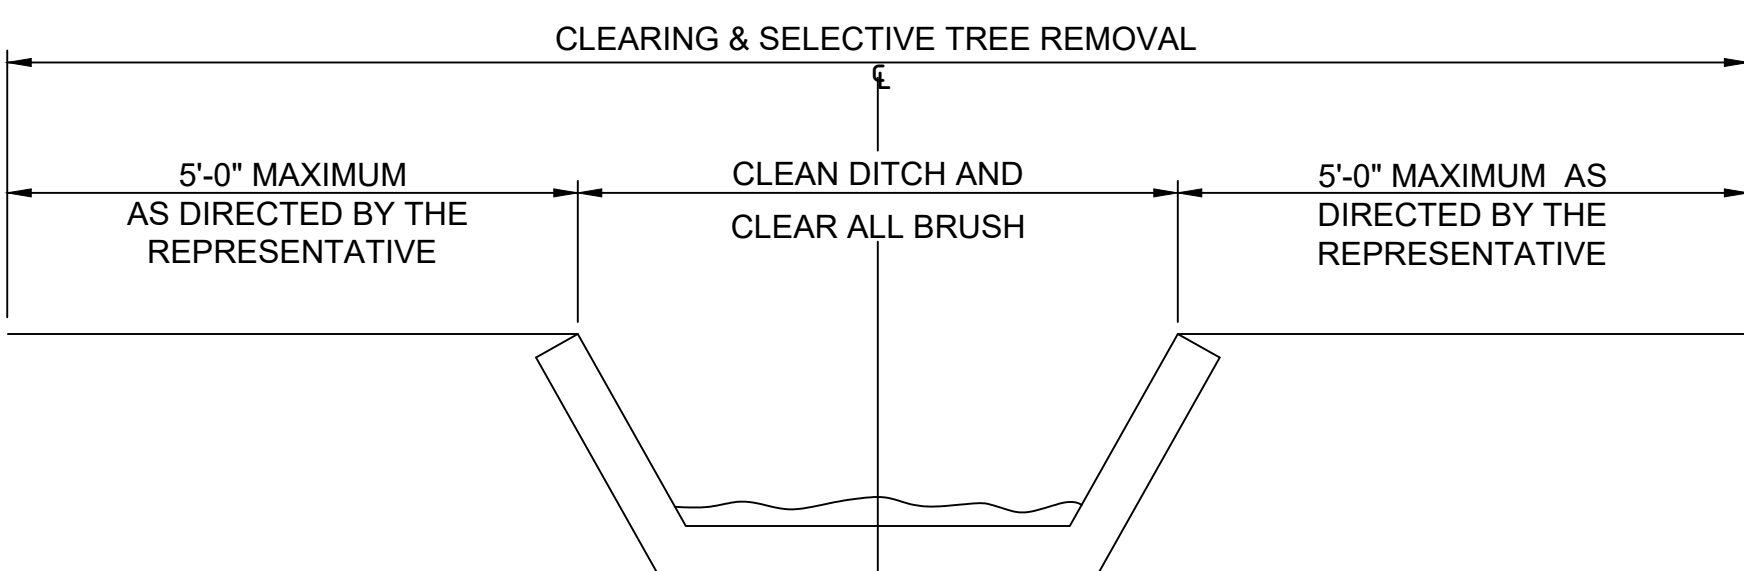 CLEARING & SELECTIVE TREE REMOVAL
℄
5'-0" MAXIMUM
AS DIRECTED BY THE
REPRESENTATIVE
CLEAN DITCH AND
CLEAR ALL BRUSH
5'-0" MAXIMUM AS
DIRECTED BY THE
REPRESENTATIVE